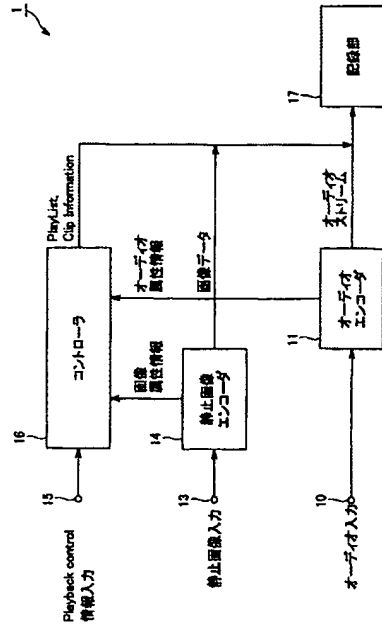 1
Playback control
情報入力
15
16
コントローラ
PlayList,
Clip Information
静止画像入力
13
14
静止画像
エンコーダ
画像
属性情報
オーディオ
属性情報
画像データ
オーディオ入力
10
11
オーディオ
エンコーダ
オーディオ
ストリーム
17
記録部